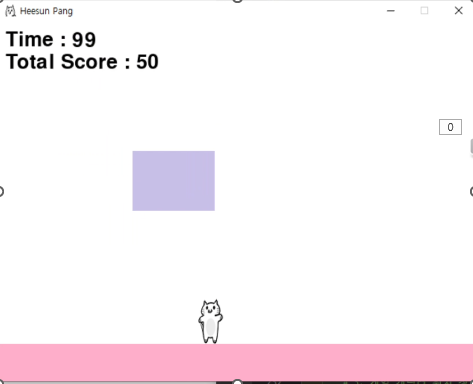 Heesun Pang
Time : 99
Total Score : 50
0